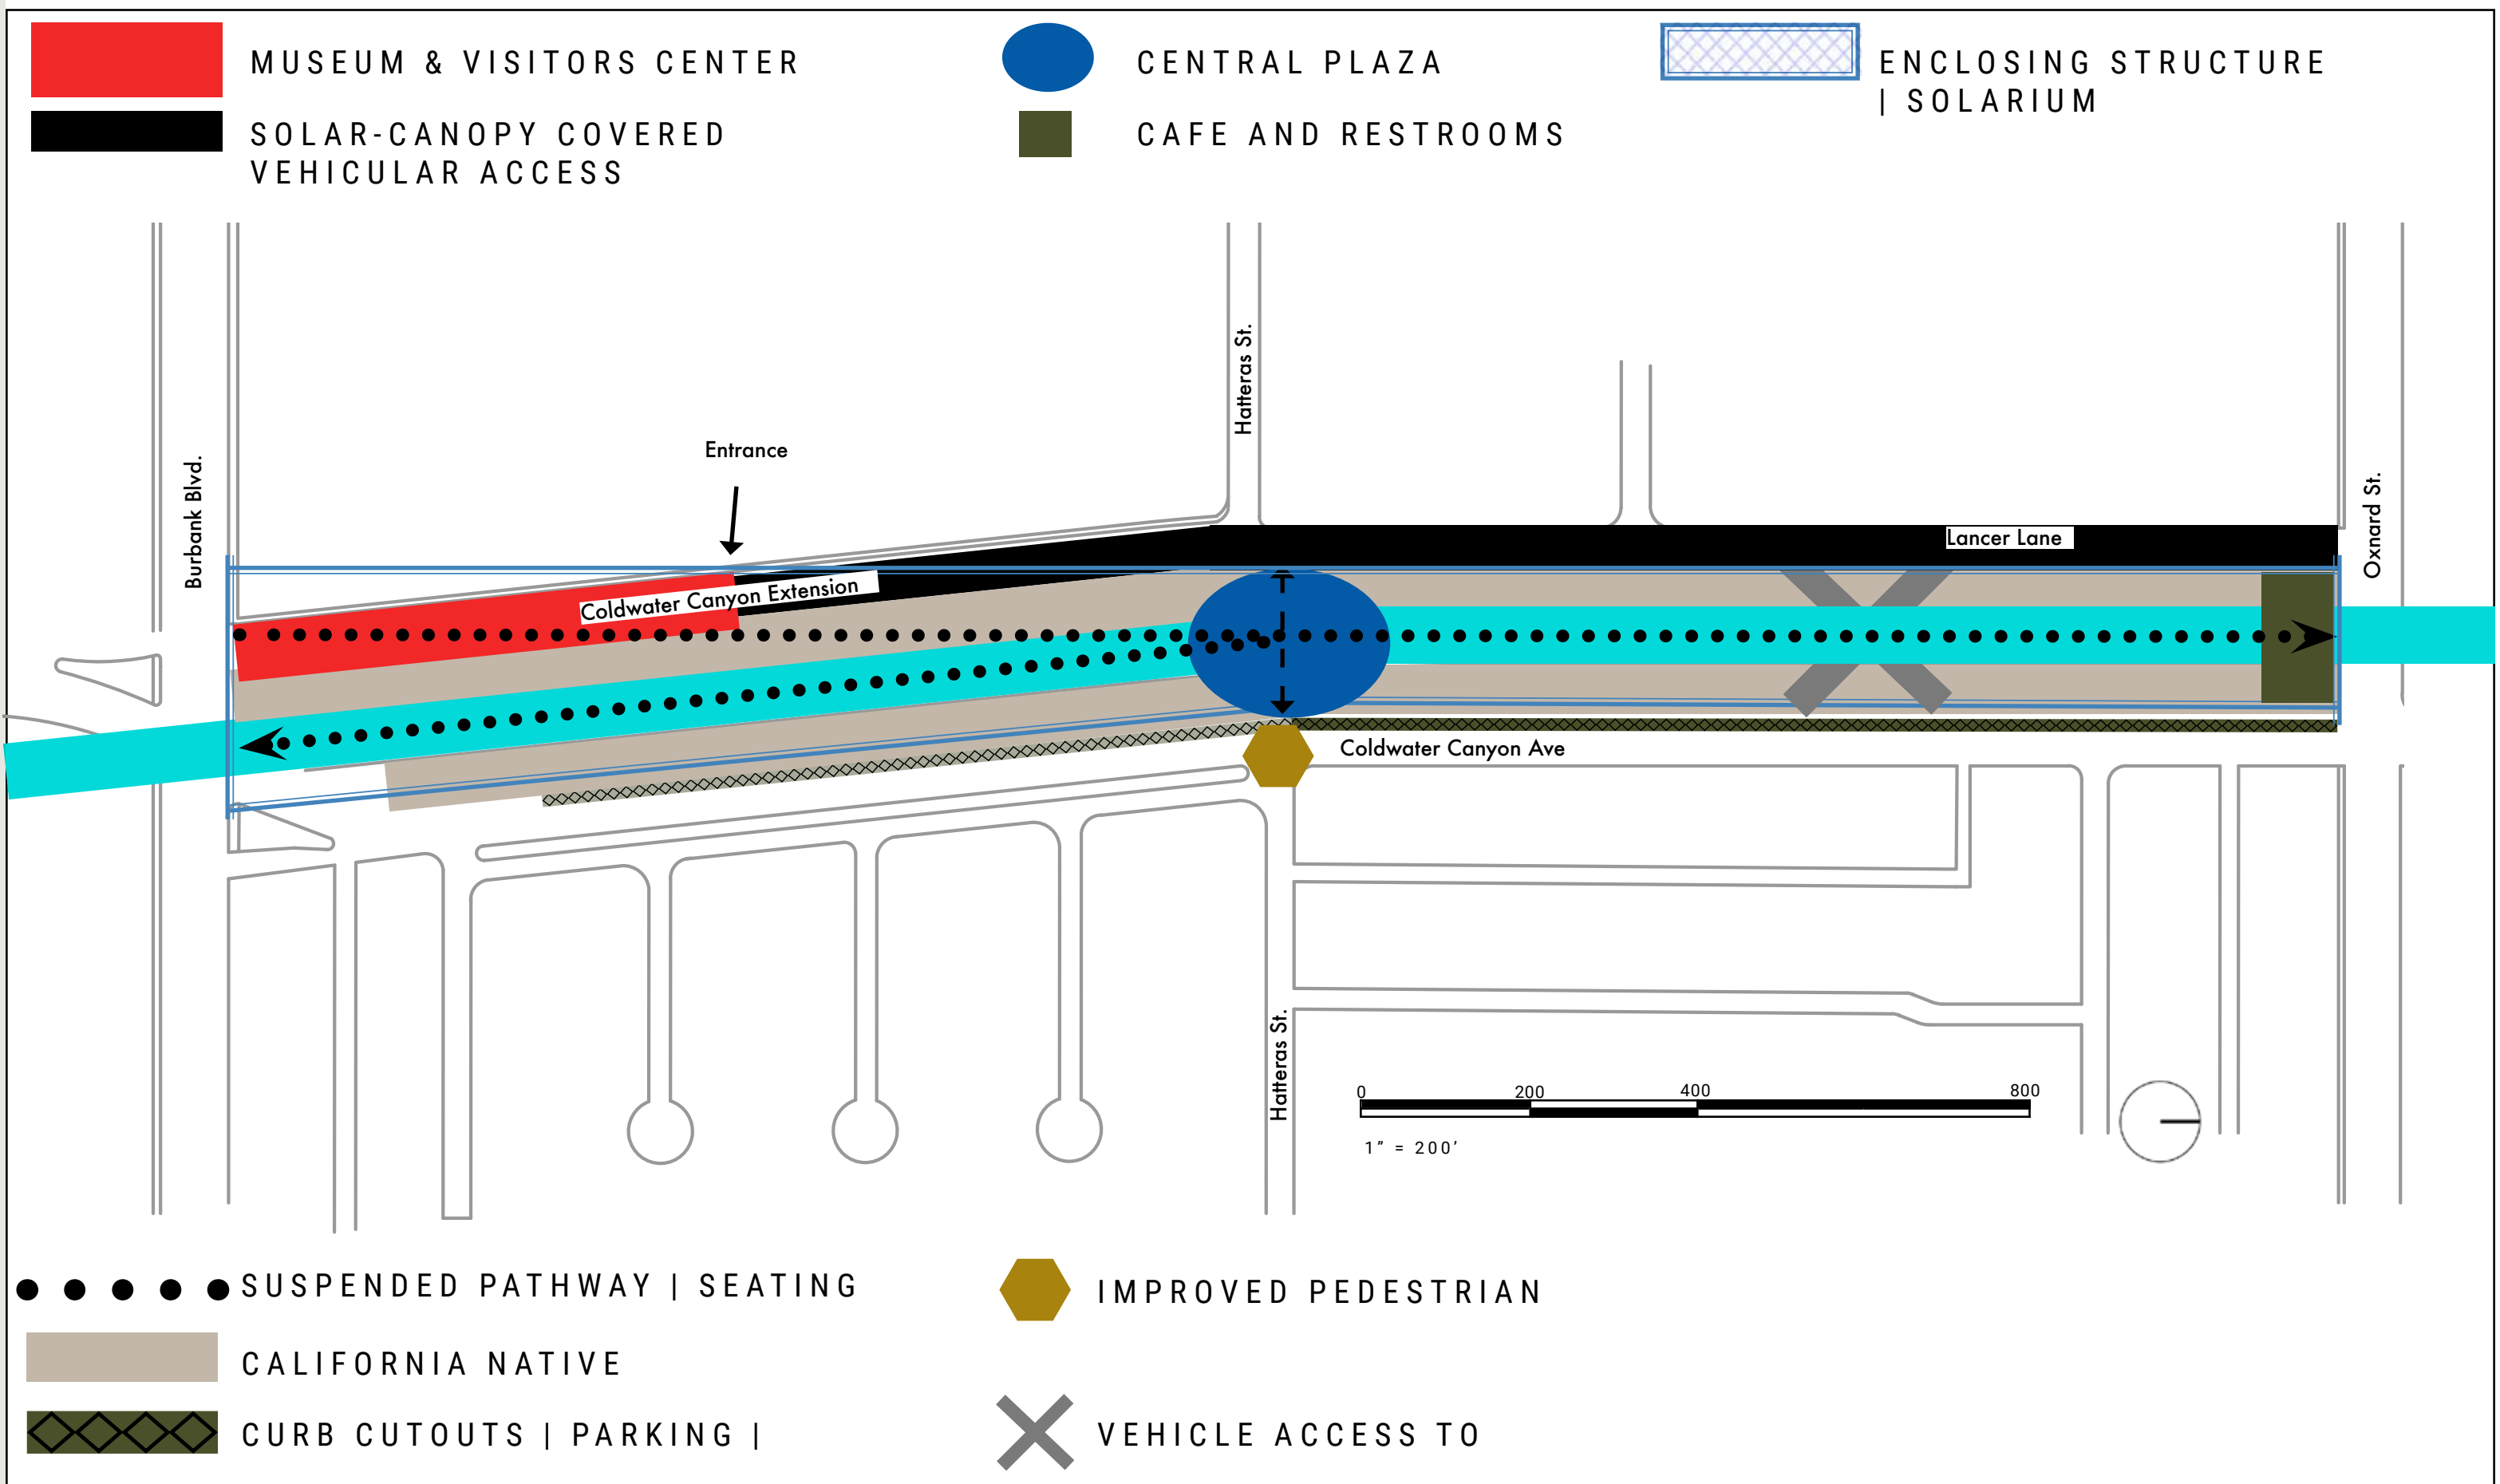 MUSEUM & VISITORS CENTER
SOLAR-CANOPY COVERED
VEHICULAR ACCESS
CENTRAL PLAZA
CAFE AND RESTROOMS
ENCLOSING STRUCTURE
| SOLARIUM
Burbank Blvd.
Entrance
Hatteras St.
Coldwater Canyon Extension
Lancer Lane
Oxnard St.
Coldwater Canyon Ave
Hatteras St.
0 200 400 800
1” = 200’
SUSPENDED PATHWAY | SEATING
CALIFORNIA NATIVE
CURB CUTOUTS | PARKING |
IMPROVED PEDESTRIAN
VEHICLE ACCESS TO